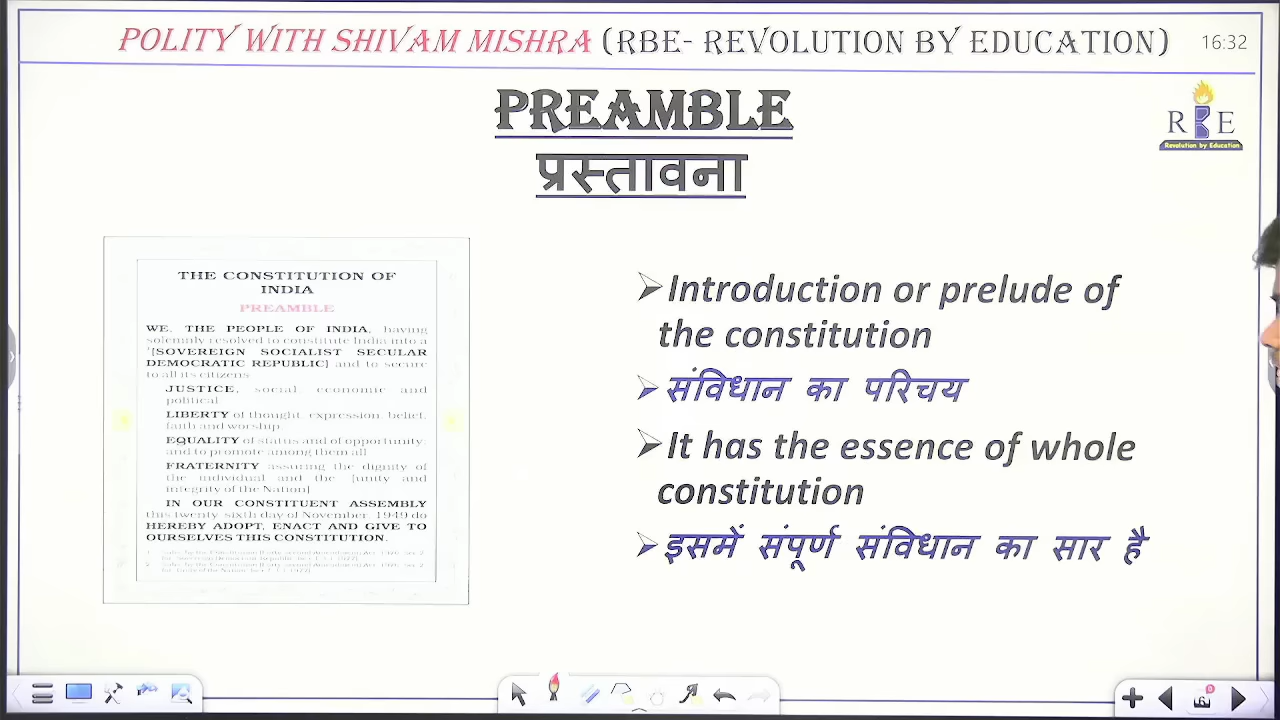 POLITY WITH SHIVAM MISHRA (RBE- REVOLUTION BY EDUCATION)
16:32
PREAMBLE
प्रस्तावना
RBE
Revolution by Education
THE CONSTITUTION OF
INDIA
PREAMBLE
WE, THE PEOPLE OF INDIA, having
solemnly resolved to constitute India into a
[SOVEREIGN SOCIALIST SECULAR
DEMOCRATIC REPUBLIC] and to secure
to all its citizens
JUSTICE, social economic and
political
LIBERTY of thought, expression, belief,
faith and worship
EQUALITY of status and of opportunity;
and to promote among them all
FRATERNITY assuring the dignity of
the individual and the [unity and
integrity of the Nation]
IN OUR CONSTITUENT ASSEMBLY
this twenty-sixth day of November 1949 do
HEREBY ADOPT, ENACT AND GIVE TO
OURSELVES THIS CONSTITUTION.
Introduction or prelude of
the constitution
संविधान का परिचय
It has the essence of whole
constitution
इसमें संपूर्ण संविधान का सार है